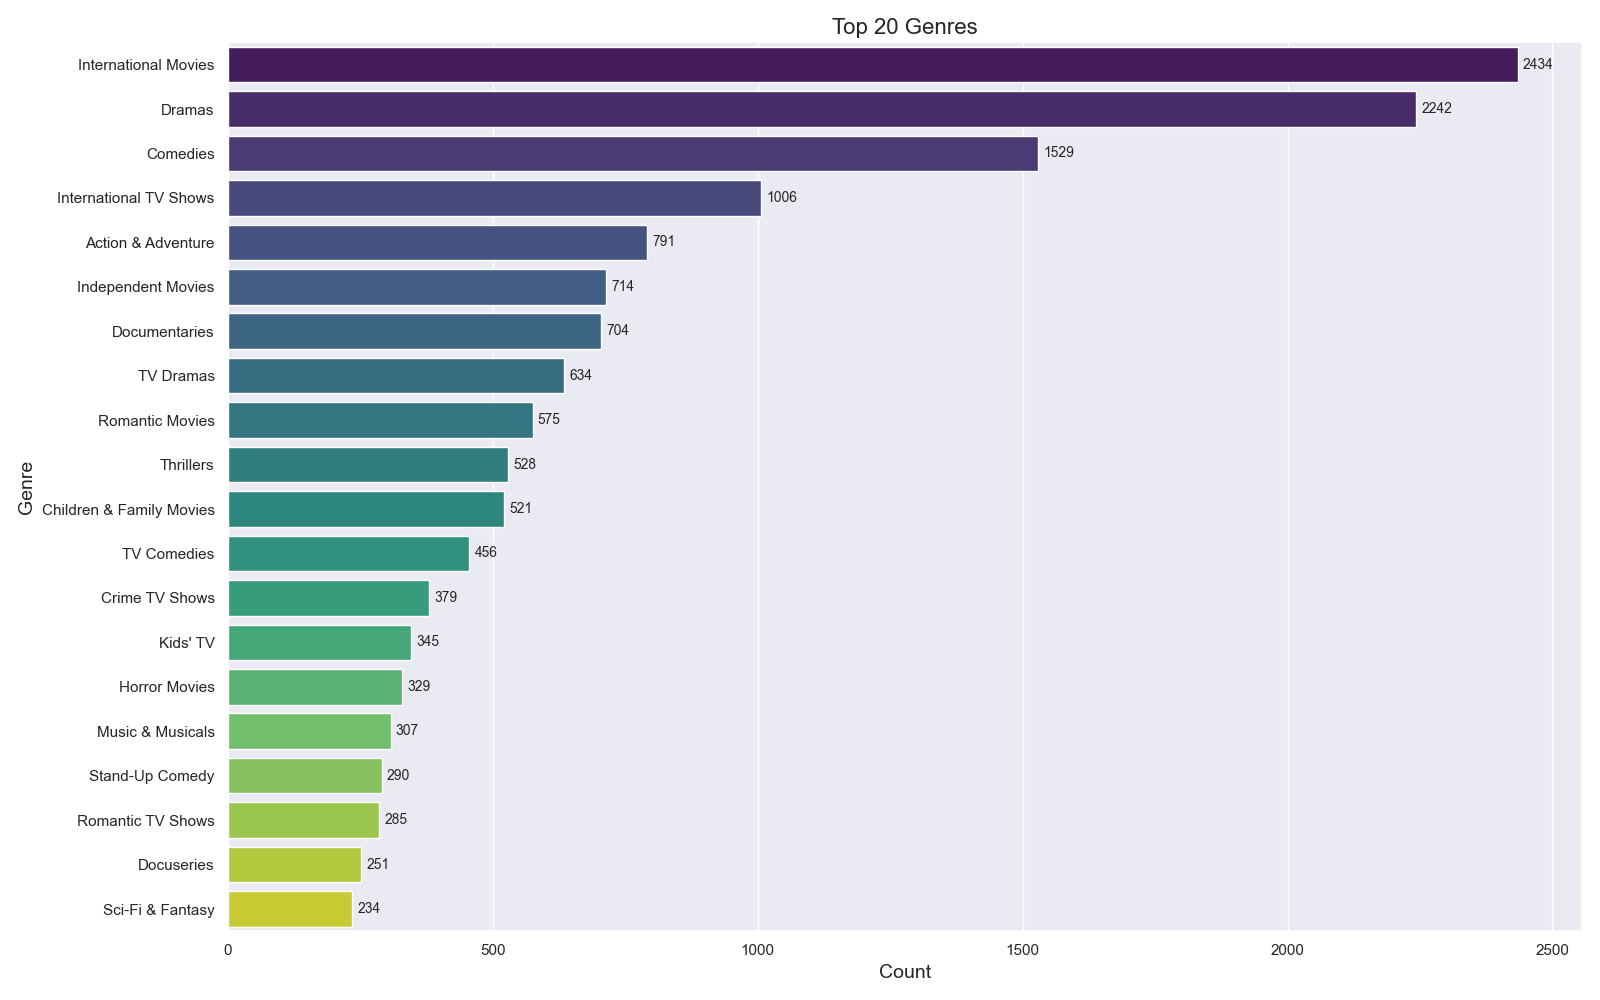 Top 20 Genres
International Movies 2434
Dramas 2242
Comedies 1529
International TV Shows 1006
Action & Adventure 791
Independent Movies 714
Documentaries 704
TV Dramas 634
Romantic Movies 575
Thrillers 528
Children & Family Movies 521
TV Comedies 456
Crime TV Shows 379
Kids' TV 345
Horror Movies 329
Music & Musicals 307
Stand-Up Comedy 290
Romantic TV Shows 285
Docuseries 251
Sci-Fi & Fantasy 234
Genre
0 500 1000 1500 2000 2500
Count